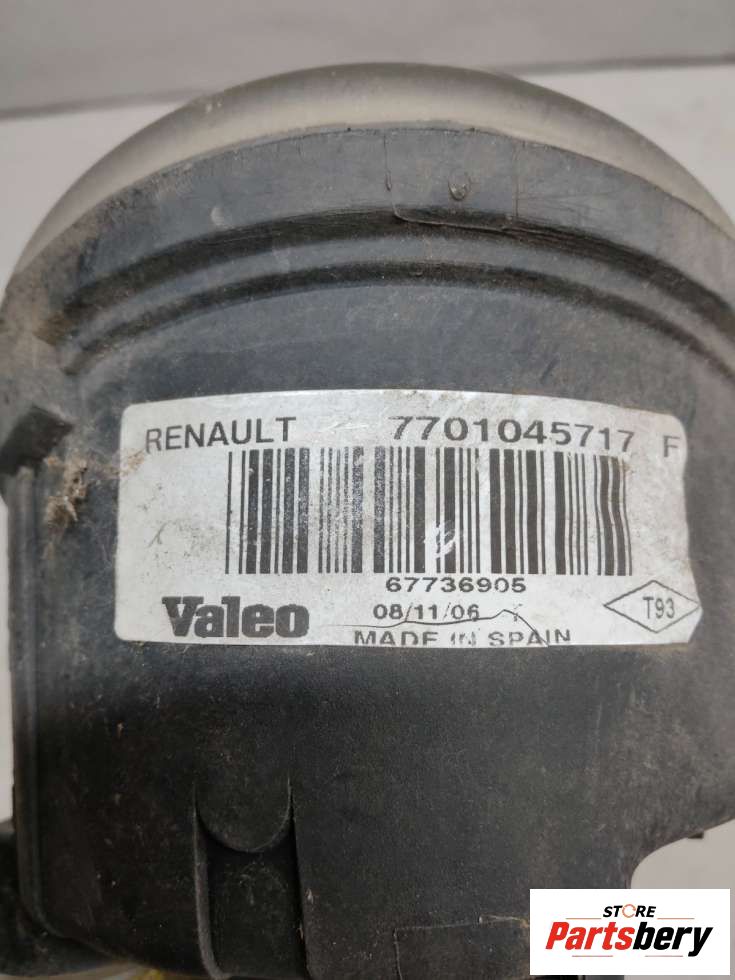 RENAULT 7701045717 F
67736905
Valeo 08/11/06
MADE IN SPAIN
T93
STORE
Partsbery